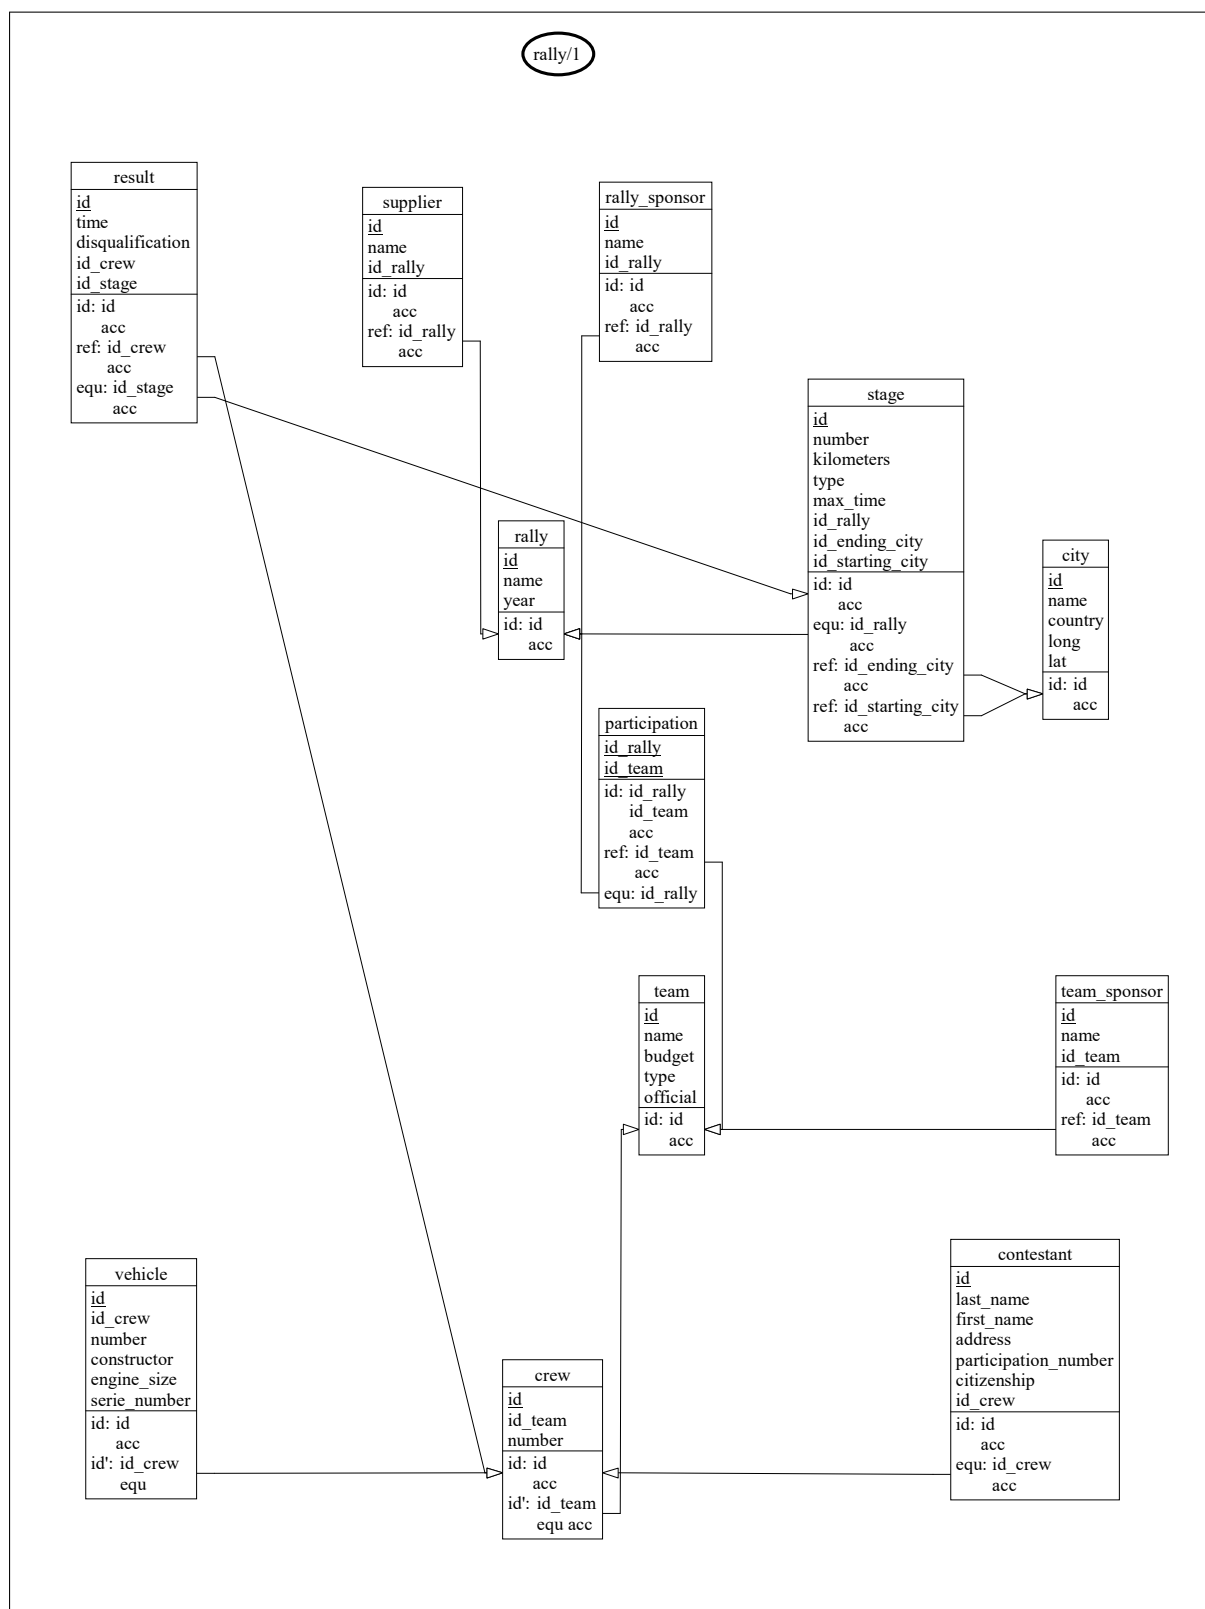 rally/1
result
id
time
disqualification
id_crew
id_stage
id: id
acc
ref: id_crew
acc
equ: id_stage
acc
supplier
id
name
id_rally
id: id
acc
ref: id_rally
acc
rally_sponsor
id
name
id_rally
id: id
acc
ref: id_rally
acc
stage
id
number
kilometers
type
max_time
id_rally
id_ending_city
id_starting_city
id: id
acc
equ: id_rally
acc
ref: id_ending_city
acc
ref: id_starting_city
acc
rally
id
name
year
id: id
acc
city
id
name
country
long
lat
id: id
acc
participation
id_rally
id_team
id: id_rally
id_team
acc
ref: id_team
acc
equ: id_rally
team
id
name
budget
type
official
id: id
acc
team_sponsor
id
name
id_team
id: id
acc
ref: id_team
acc
vehicle
id
id_crew
number
constructor
engine_size
serie_number
id: id
acc
id': id_crew
equ
crew
id
id_team
number
id: id
acc
id': id_team
equ acc
contestant
id
last_name
first_name
address
participation_number
citizenship
id_crew
id: id
acc
equ: id_crew
acc